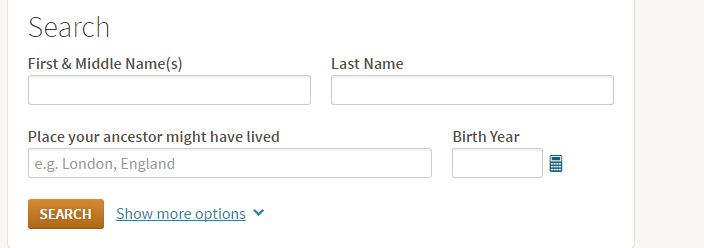 Search
First & Middle Name(s) Last Name
Place your ancestor might have lived Birth Year
e.g. London, England
SEARCH Show more options